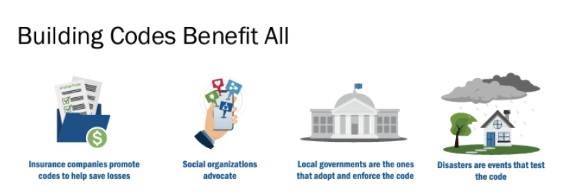 Building Codes Benefit All
Insurance companies promote
codes to help save losses
Social organizations
advocate
Local governments are the ones
that adopt and enforce the code
Disasters are events that test
the code